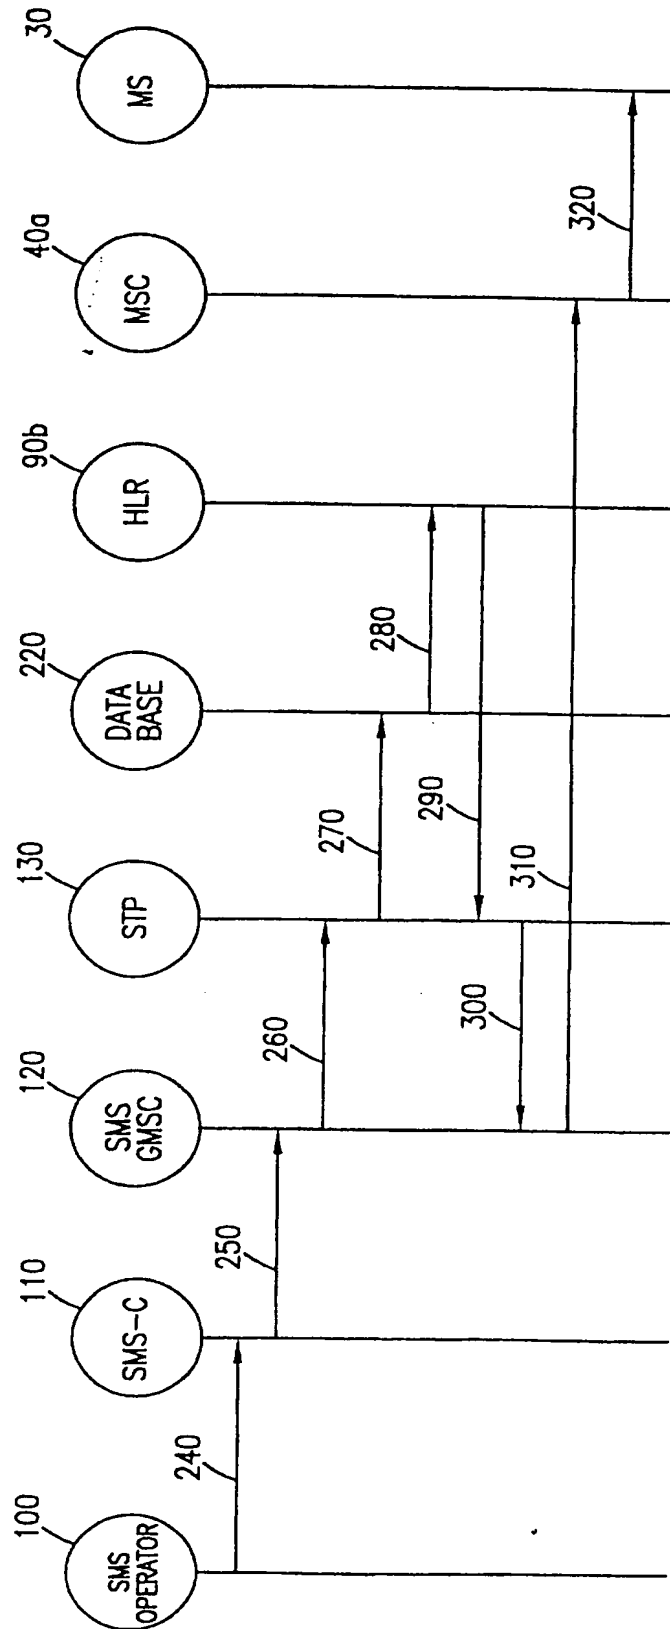 100
SMS
OPERATOR
110
SMS-C
120
SMS
GMSC
130
STP
220
DATA
BASE
90b
HLR
40a
MSC
30
MS
240
250
260
270
280
290
300
310
320